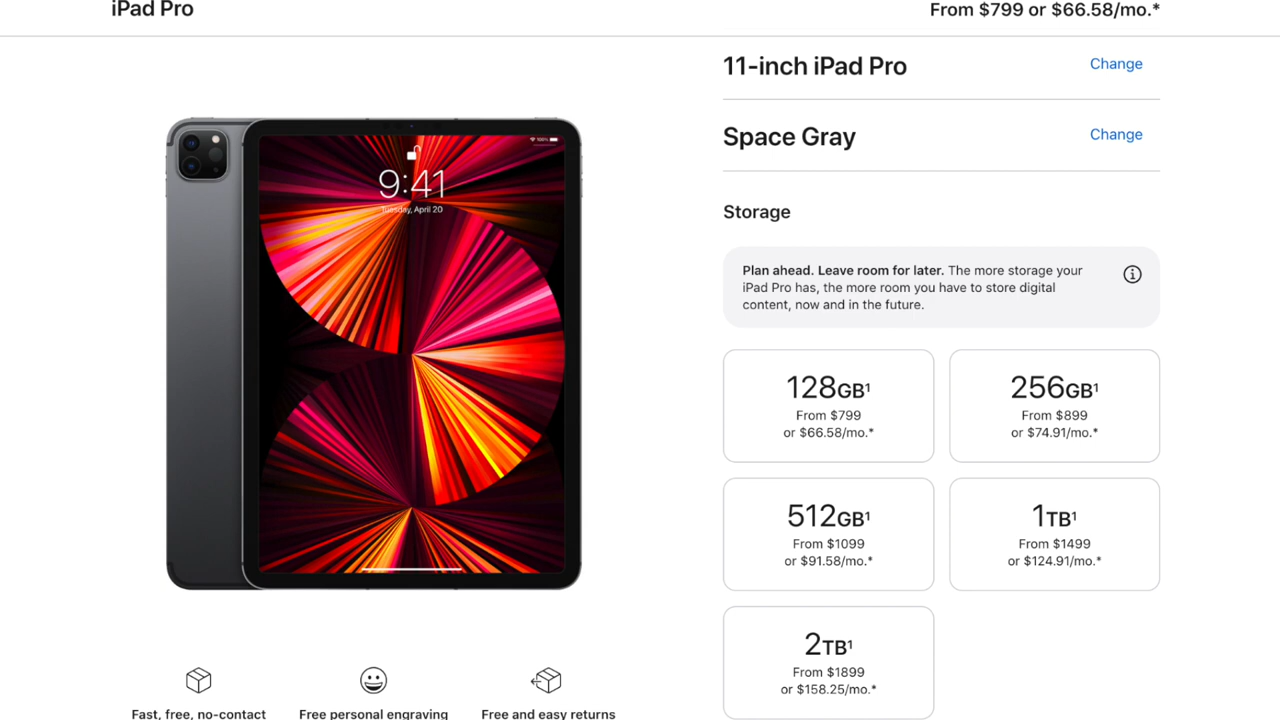 iPad Pro
From $799 or $66.58/mo.*
11-inch iPad Pro
Change
Space Gray
Change
Storage
Plan ahead. Leave room for later. The more storage your
iPad Pro has, the more room you have to store digital
content, now and in the future.
9:41
Tuesday, April 20
100%
128GB¹
From $799
or $66.58/mo.*
256GB¹
From $899
or $74.91/mo.*
512GB¹
From $1099
or $91.58/mo.*
1TB¹
From $1499
or $124.91/mo.*
2TB¹
From $1899
or $158.25/mo.*
Fast, free, no-contact
Free personal engraving
Free and easy returns